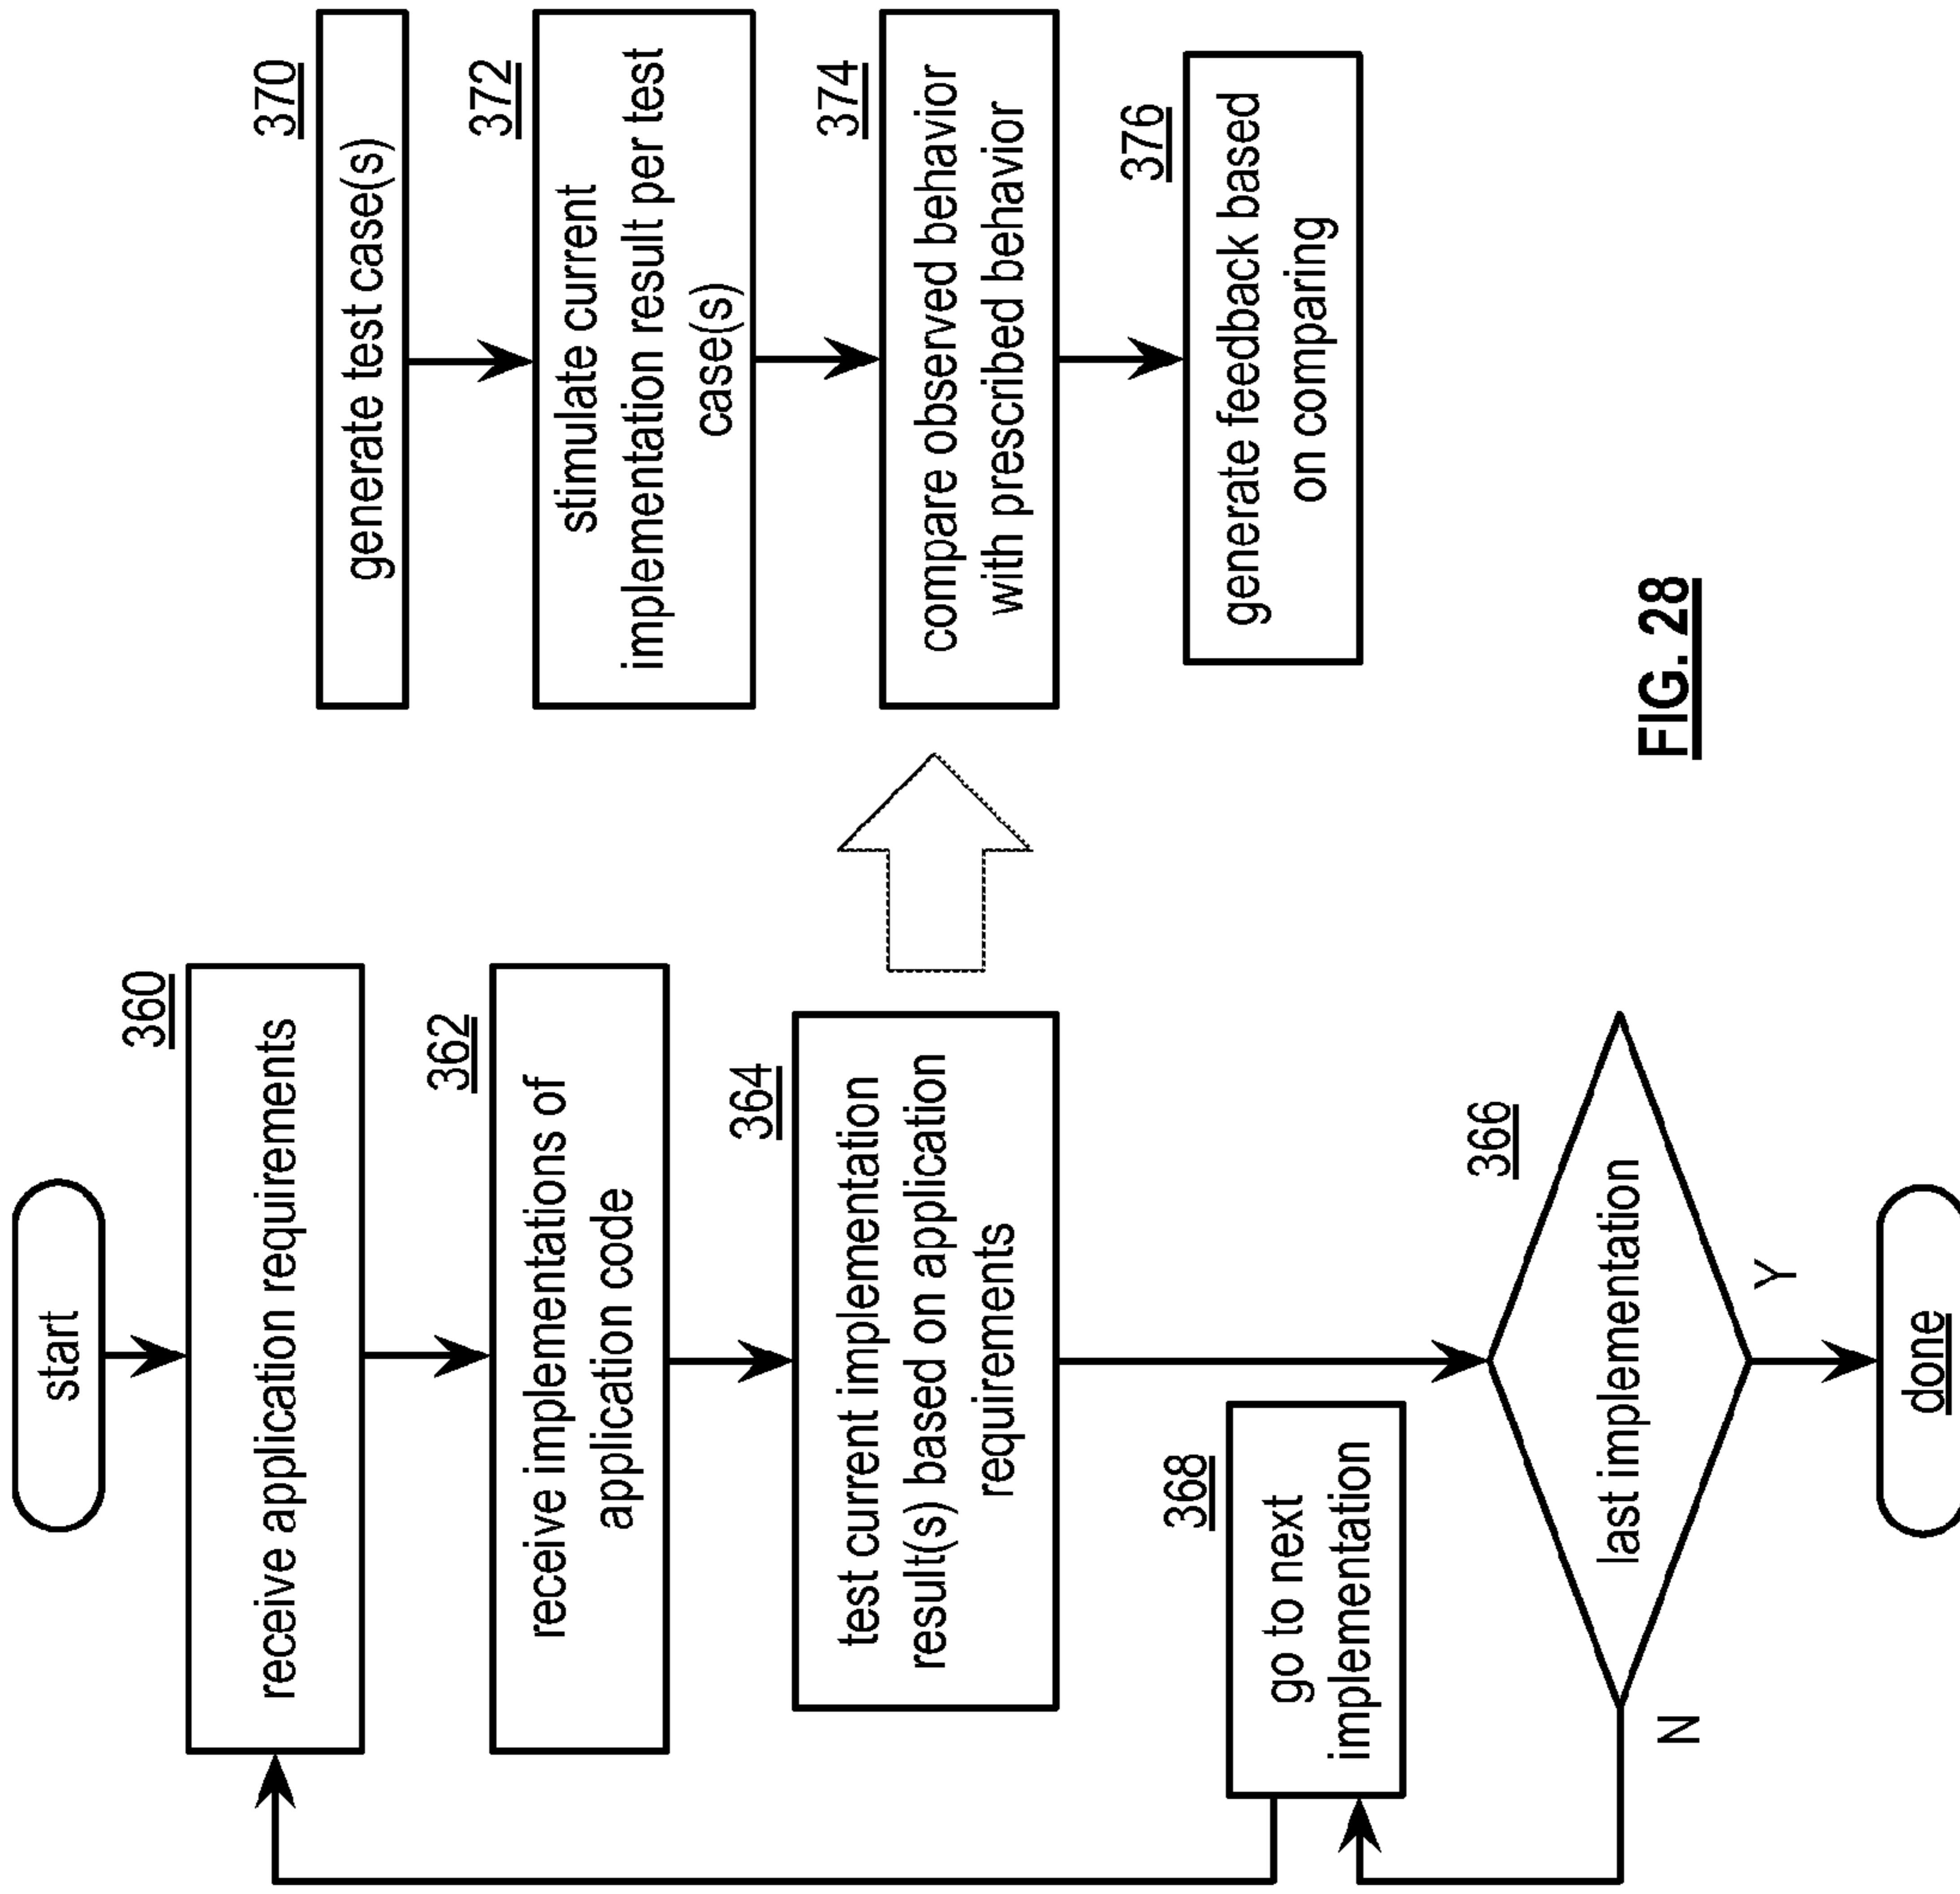 start
360
receive application requirements
362
receive implementations of
application code
364
test current implementation
result(s) based on application
requirements
368
go to next
implementation
366
last implementation
N
Y
done
370
generate test case(s)
372
stimulate current
implementation result per test
case(s)
374
compare observed behavior
with prescribed behavior
376
generate feedback based
on comparing
FIG. 28